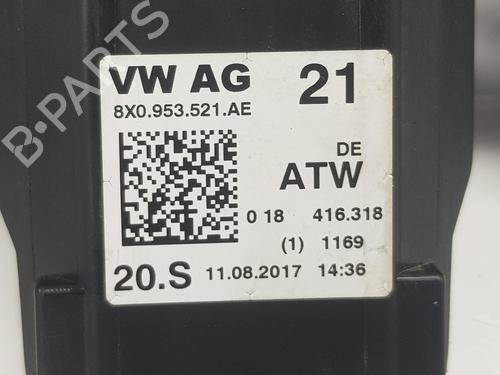 B-PARTS
VW AG 21
8X0.953.521.AE
DE
ATW
0 18 416.318
(1) 1169
20.S 11.08.2017 14:36